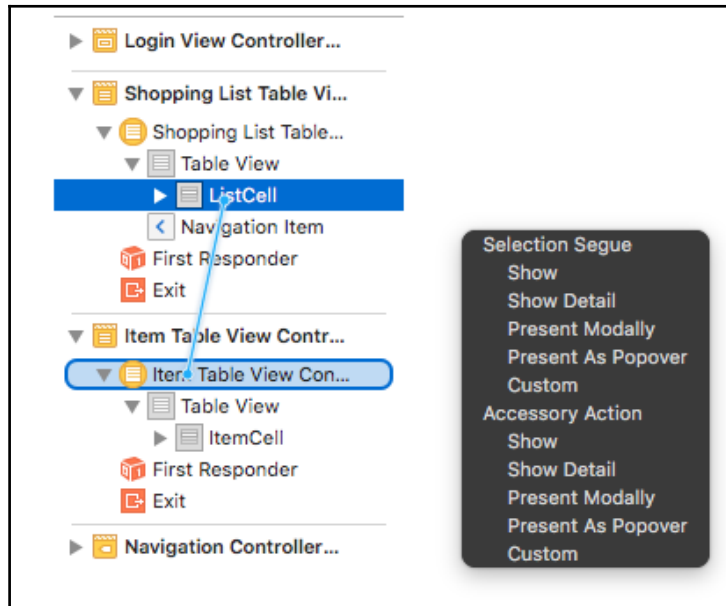 Login View Controller...
Shopping List Table Vi...
Shopping List Table...
Table View
ListCell
Navigation Item
First Responder
Exit
Item Table View Contr...
Item Table View Con...
Table View
ItemCell
First Responder
Exit
Navigation Controller...
Selection Segue
Show
Show Detail
Present Modally
Present As Popover
Custom
Accessory Action
Show
Show Detail
Present Modally
Present As Popover
Custom